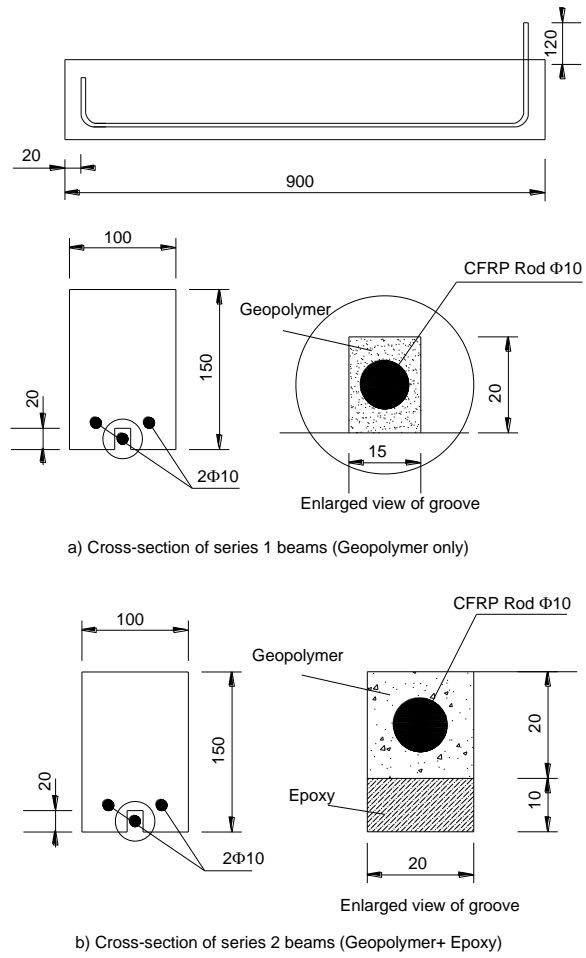 120
20
900
100
CFRP Rod Φ10
Geopolymer
150
20
20
15
2Φ10
Enlarged view of groove
a) Cross-section of series 1 beams (Geopolymer only)
100
CFRP Rod Φ10
Geopolymer
150
20
20
Epoxy
10
2Φ10
20
Enlarged view of groove
b) Cross-section of series 2 beams (Geopolymer+ Epoxy)